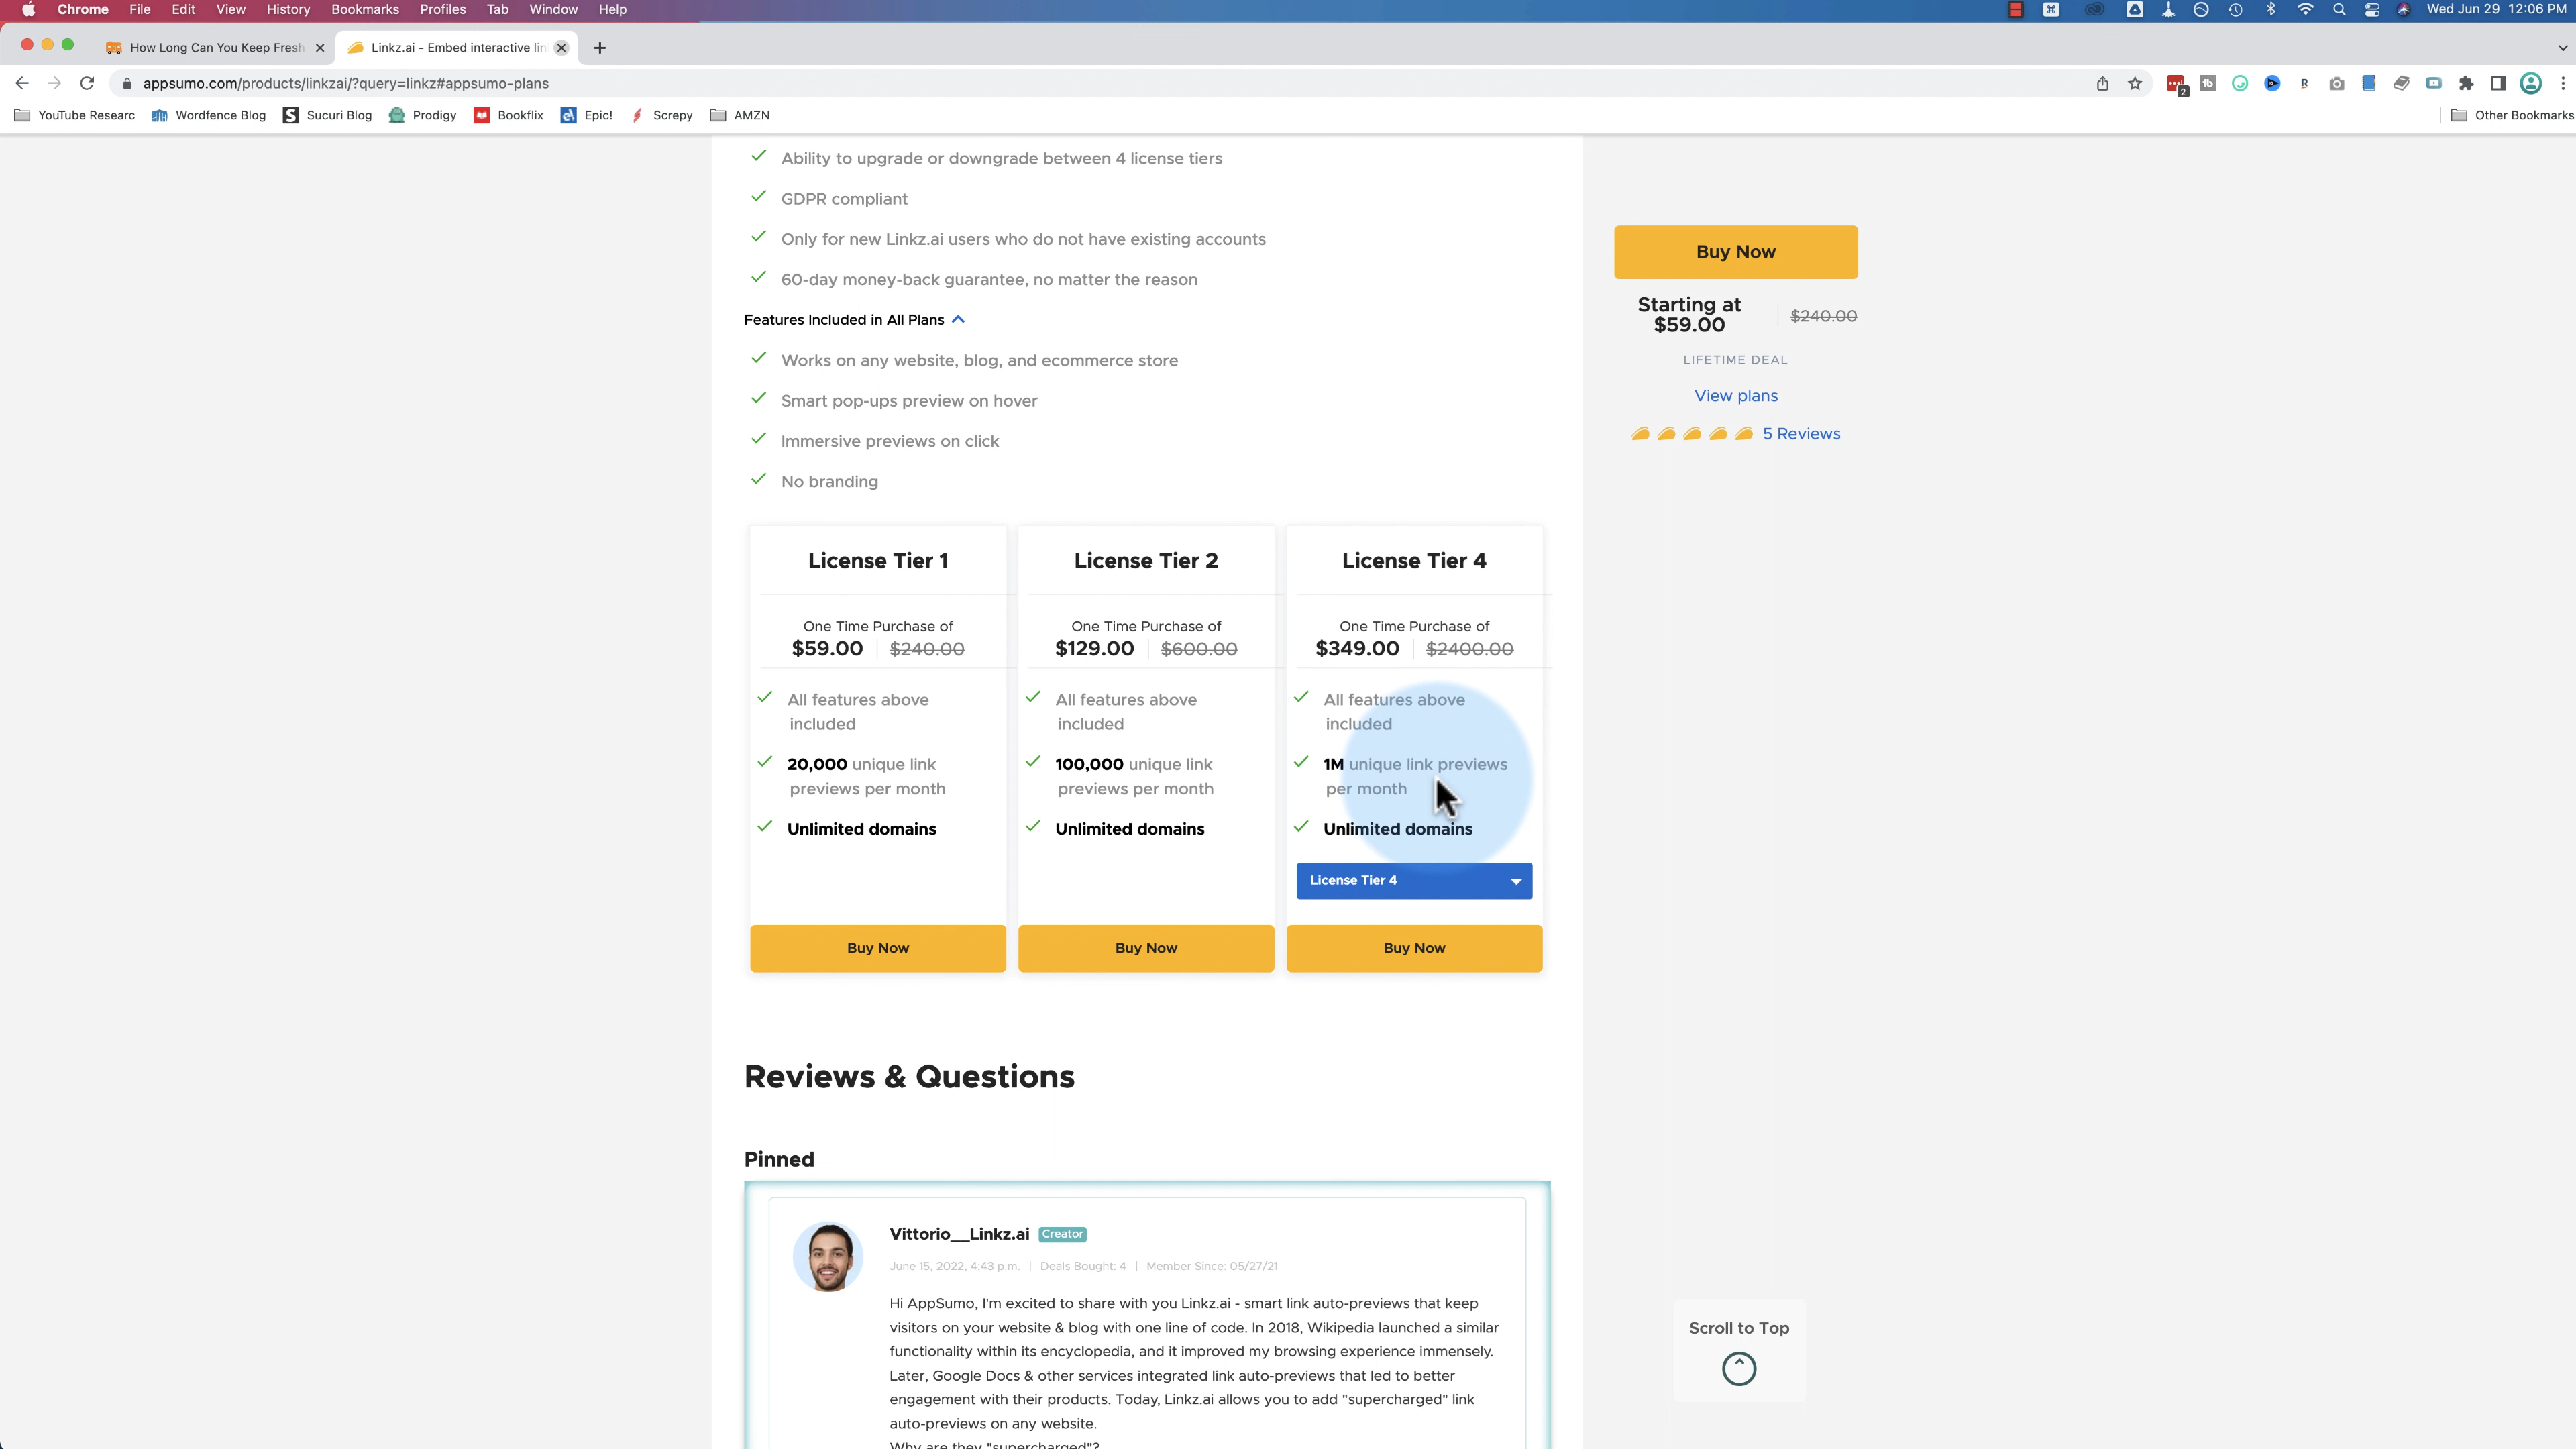 Chrome File Edit View History Bookmarks Profiles Tab Window Help Wed Jun 29 12:06 PM
How Long Can You Keep Fresh Linkz.ai - Embed interactive lin
appsumo.com/products/linkzai/?query=linkz#appsumo-plans
2
YouTube Researc Wordfence Blog Sucuri Blog Prodigy Bookflix Epic! Screpy AMZN Other Bookmarks
Ability to upgrade or downgrade between 4 license tiers
GDPR compliant
Only for new Linkz.ai users who do not have existing accounts
60-day money-back guarantee, no matter the reason
Features Included in All Plans
Works on any website, blog, and ecommerce store
Smart pop-ups preview on hover
Immersive previews on click
No branding
Buy Now
Starting at
$59.00 $240.00
LIFETIME DEAL
View plans
5 Reviews
License Tier 1
One Time Purchase of
$59.00 $240.00
All features above
included
20,000 unique link
previews per month
Unlimited domains
Buy Now
License Tier 2
One Time Purchase of
$129.00 $600.00
All features above
included
100,000 unique link
previews per month
Unlimited domains
Buy Now
License Tier 4
One Time Purchase of
$349.00 $2400.00
All features above
included
1M unique link previews
per month
Unlimited domains
License Tier 4
Buy Now
Reviews & Questions
Pinned
Vittorio__Linkz.ai Creator
June 15, 2022, 4:43 p.m. | Deals Bought: 4 | Member Since: 05/27/21
Hi AppSumo, I'm excited to share with you Linkz.ai - smart link auto-previews that keep
visitors on your website & blog with one line of code. In 2018, Wikipedia launched a similar
functionality within its encyclopedia, and it improved my browsing experience immensely.
Later, Google Docs & other services integrated link auto-previews that led to better
engagement with their products. Today, Linkz.ai allows you to add "supercharged" link
auto-previews on any website.
Why are they "supercharged"?
Scroll to Top